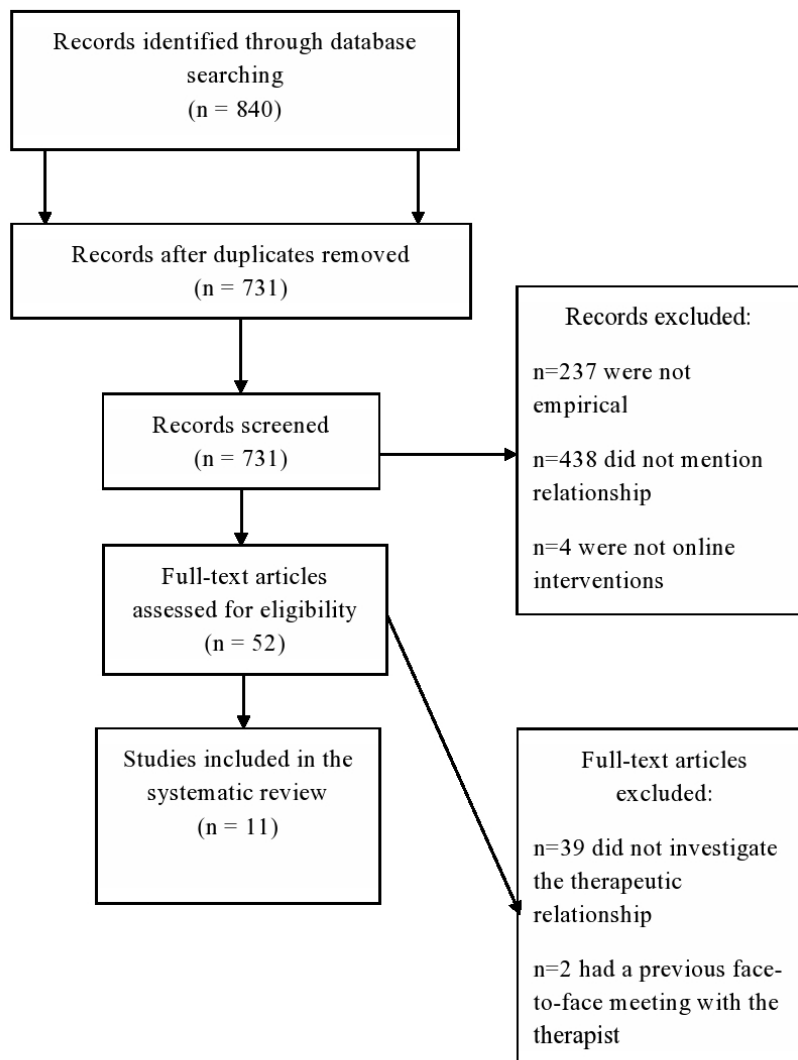 Records identified through database
searching
(n = 840)
Records after duplicates removed
(n = 731)
Records screened
(n = 731)
Records excluded:
n=237 were not
empirical
n=438 did not mention
relationship
n=4 were not online
interventions
Full-text articles
assessed for eligibility
(n = 52)
Studies included in the
systematic review
(n = 11)
Full-text articles
excluded:
n=39 did not investigate
the therapeutic
relationship
n=2 had a previous face-
to-face meeting with the
therapist